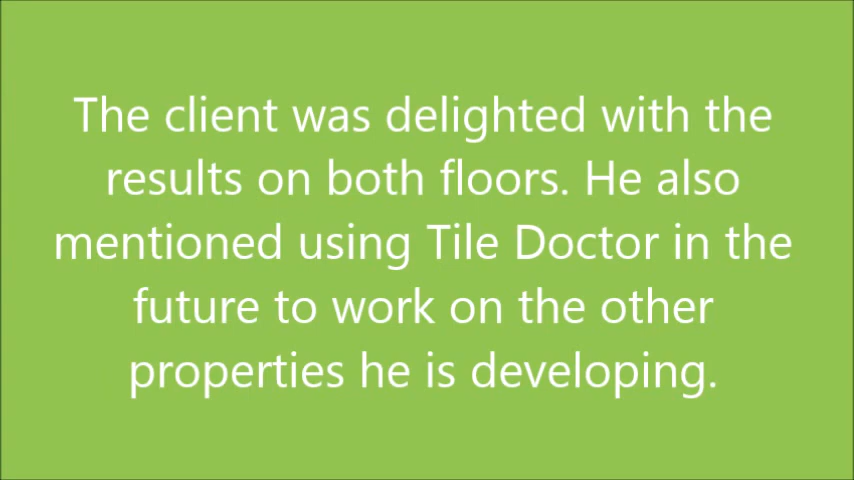 The client was delighted with the
results on both floors. He also
mentioned using Tile Doctor in the
future to work on the other
properties he is developing.